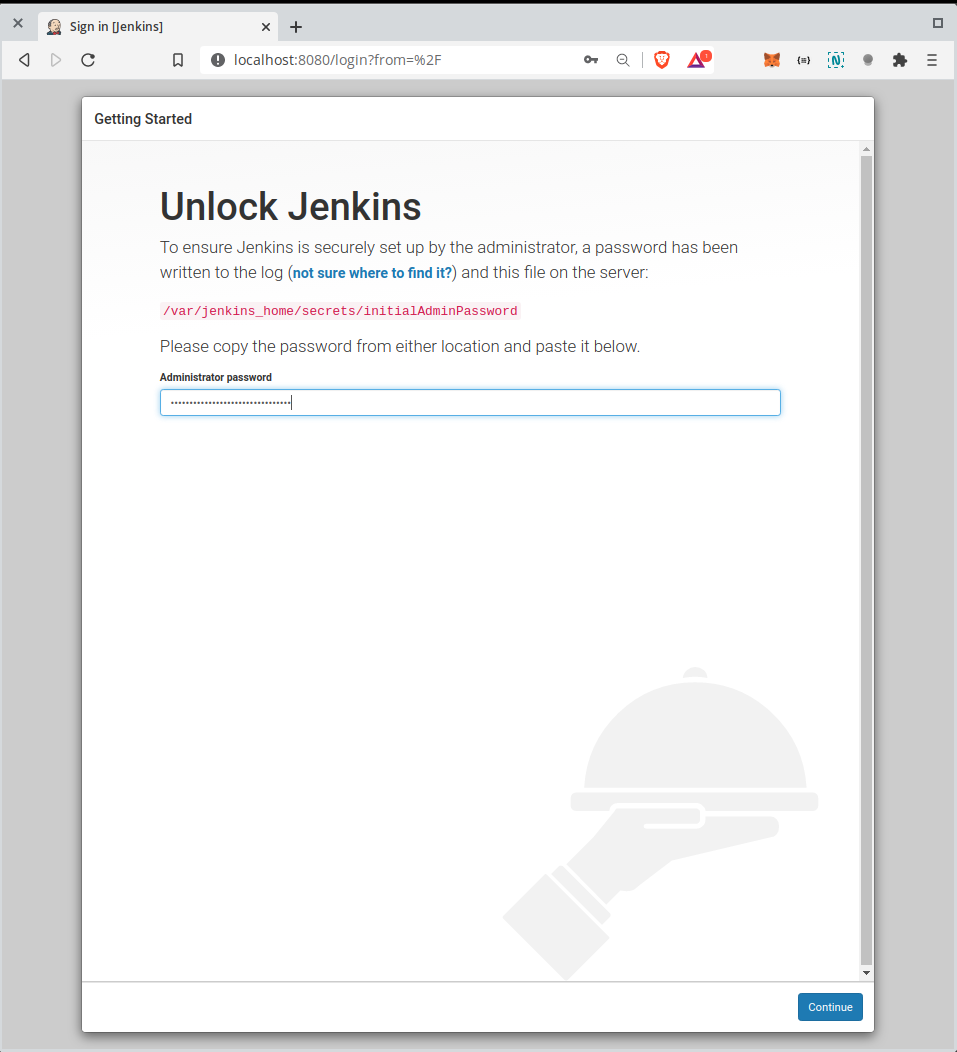 Sign in [Jenkins]
localhost:8080/login?from=%2F
1
Getting Started
Unlock Jenkins
To ensure Jenkins is securely set up by the administrator, a password has been
written to the log (not sure where to find it?) and this file on the server:
/var/jenkins_home/secrets/initialAdminPassword
Please copy the password from either location and paste it below.
Administrator password
••••••••••••••••••••••••••••••••
Continue